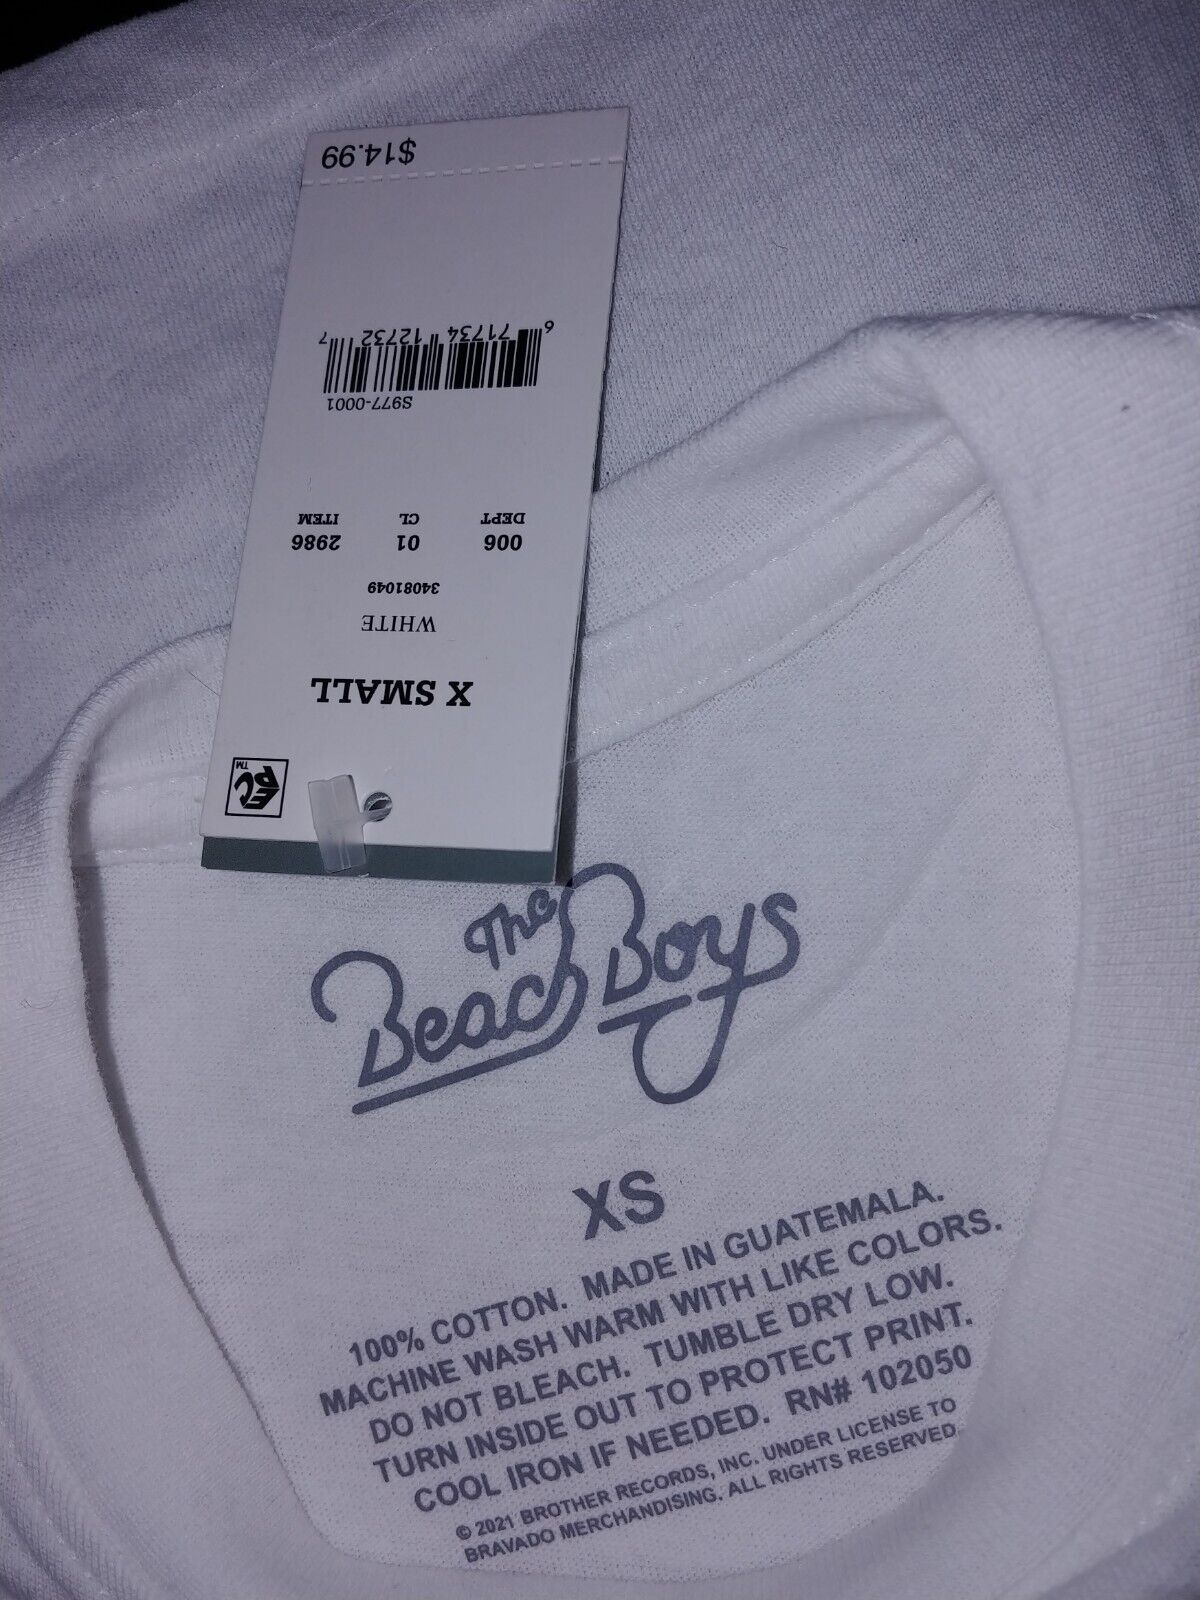 $14.99
6 71734 12732 7
S977-0001
DEPT CL ITEM
006 01 2986
34081049
WHITE
X SMALL
EPC TM
The
Beach Boys
XS
100% COTTON. MADE IN GUATEMALA.
MACHINE WASH WARM WITH LIKE COLORS.
DO NOT BLEACH. TUMBLE DRY LOW.
TURN INSIDE OUT TO PROTECT PRINT.
COOL IRON IF NEEDED. RN# 102050
© 2021 BROTHER RECORDS, INC. UNDER LICENSE TO
BRAVADO MERCHANDISING. ALL RIGHTS RESERVED.